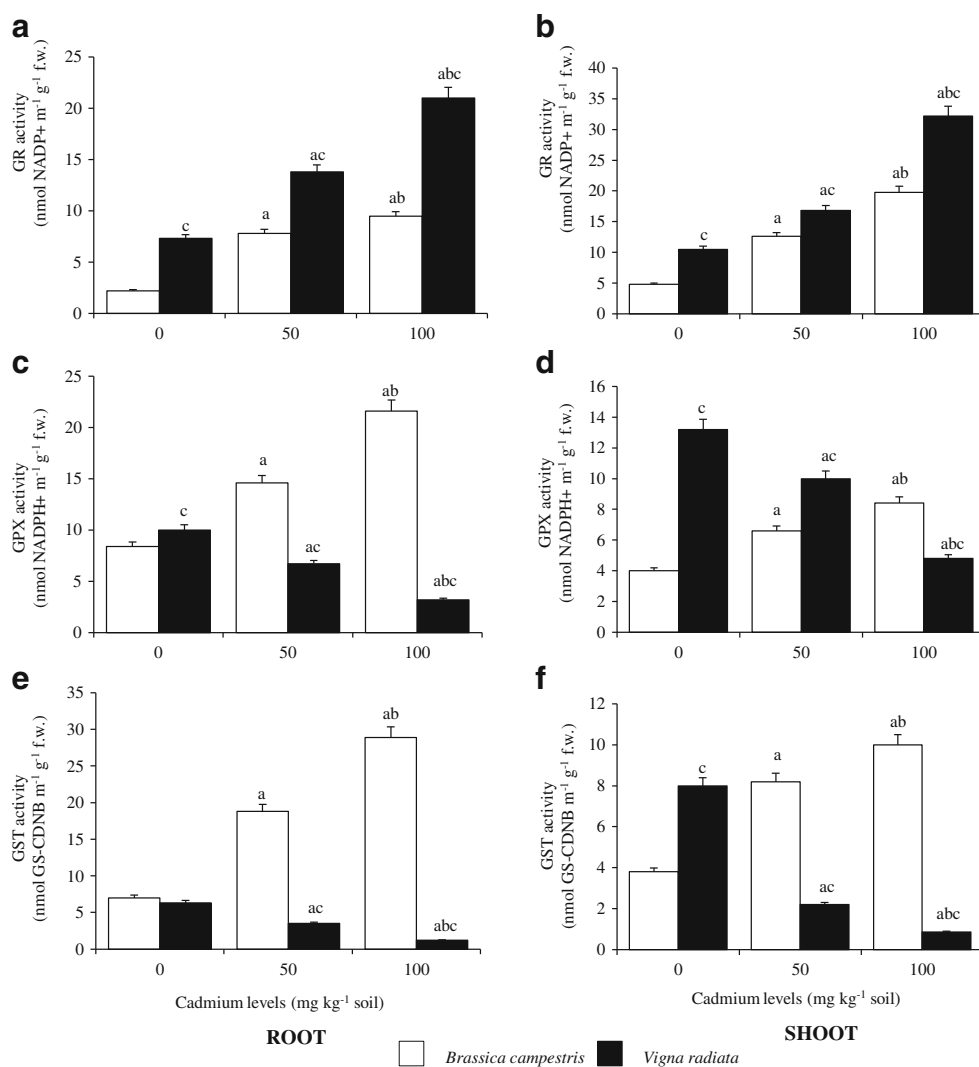 a
GR activity
(nmol NADP+ m⁻¹ g⁻¹ f.w.)
25
20
15
10
5
0
c
a
ac
ab
abc
0
50
100
b
GR activity
(nmol NADP+ m⁻¹ g⁻¹ f.w.)
40
35
30
25
20
15
10
5
0
c
a
ac
ab
abc
0
50
100
c
GPX activity
(nmol NADPH+ m⁻¹ g⁻¹ f.w.)
25
20
15
10
5
0
c
a
ac
ab
abc
0
50
100
d
GPX activity
(nmol NADPH+ m⁻¹ g⁻¹ f.w.)
16
14
12
10
8
6
4
2
0
c
a
ac
ab
abc
0
50
100
e
GST activity
(nmol GS-CDNB m⁻¹ g⁻¹ f.w.)
35
30
25
20
15
10
5
0
a
ac
ab
abc
0
50
100
Cadmium levels (mg kg⁻¹ soil)
ROOT
f
GST activity
(nmol GS-CDNB m⁻¹ g⁻¹ f.w.)
12
10
8
6
4
2
0
c
a
ac
ab
abc
0
50
100
Cadmium levels (mg kg⁻¹ soil)
SHOOT
Brassica campestris
Vigna radiata